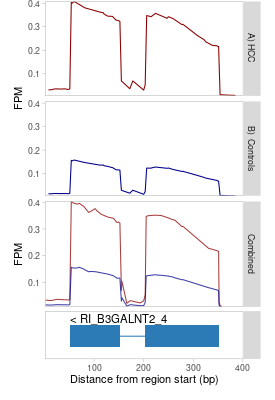 0.4
0.3
0.2
0.1
FPM
A) HCC
0.4
0.3
0.2
0.1
B) Controls
0.4
0.3
0.2
0.1
FPM
Combined
< RI_B3GALNT2_4
100 200 300 400
Distance from region start (bp)